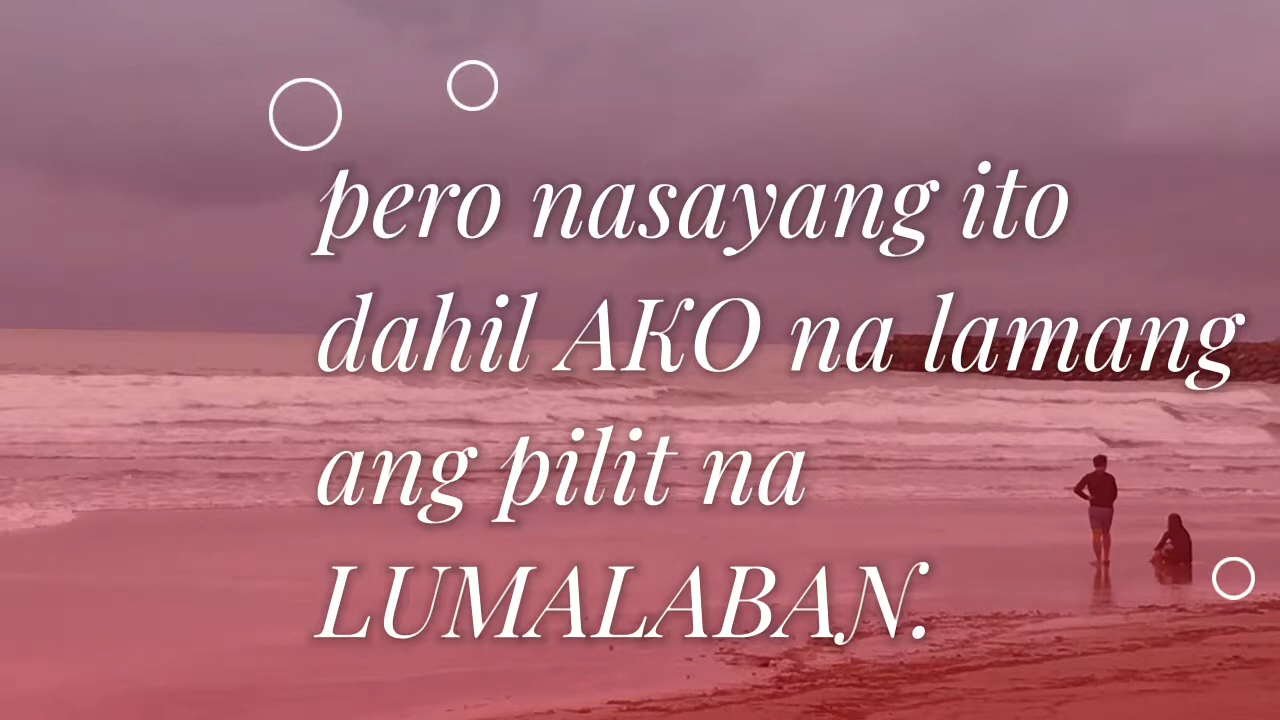 pero nasayang ito
dahil AKO na lamang
ang pilit na
LUMALABAN.